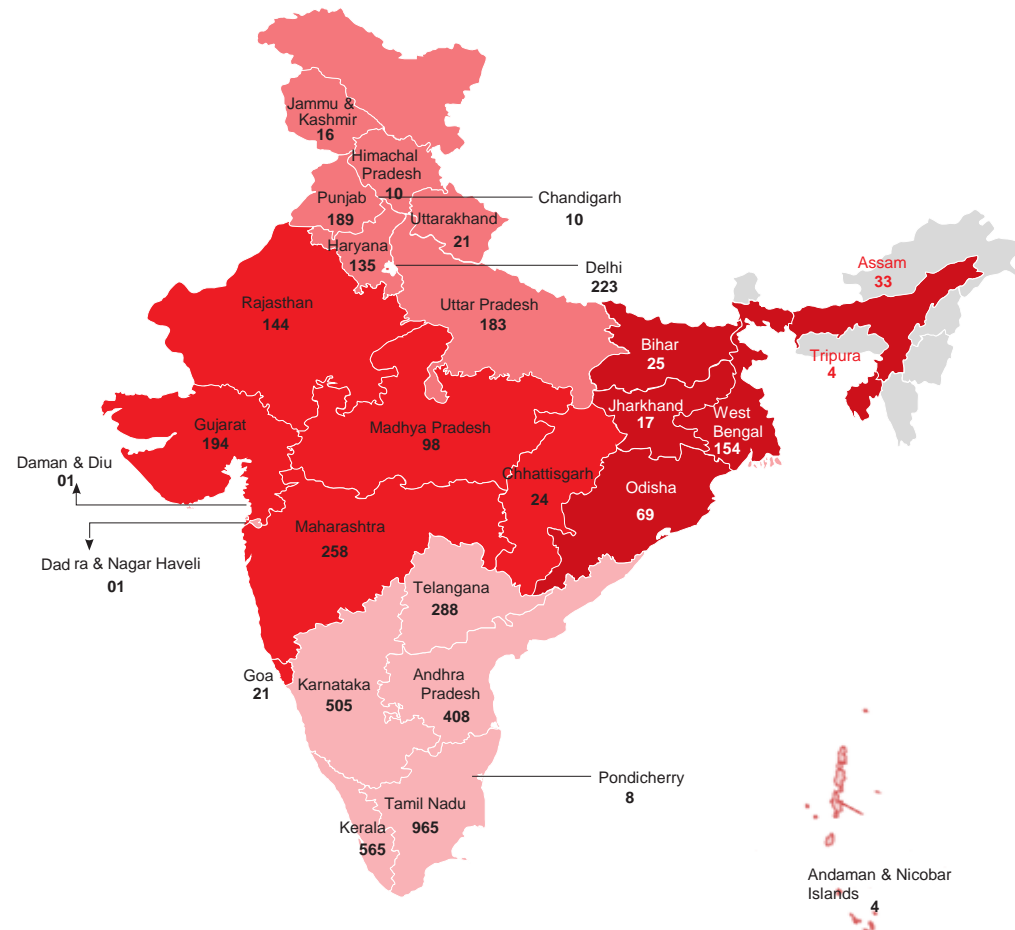 Jammu &
Kashmir
16
Himachal
Pradesh
10
Chandigarh
10
Punjab
189
Uttarakhand
21
Haryana
135
Delhi
223
Assam
33
Rajasthan
144
Uttar Pradesh
183
Bihar
25
Tripura
4
Jharkhand
17
West
Bengal
154
Gujarat
194
Madhya Pradesh
98
Daman & Diu
01
Chhattisgarh
24
Odisha
69
Maharashtra
258
Dad ra & Nagar Haveli
01
Telangana
288
Goa
21
Karnataka
505
Andhra
Pradesh
408
Pondicherry
8
Tamil Nadu
965
Kerala
565
Andaman & Nicobar
Islands
4